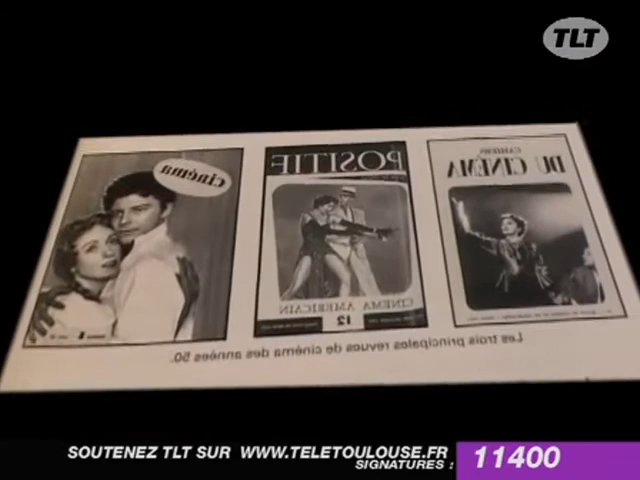 TLT
CAHIERS
DU CINÉMA
POSITIF
CINEMA AMERICAIN
12
cinéma
Les trois principales revues de cinéma des années 50.
SOUTENEZ TLT SUR WWW.TELETOULOUSE.FR
SIGNATURES : 11400